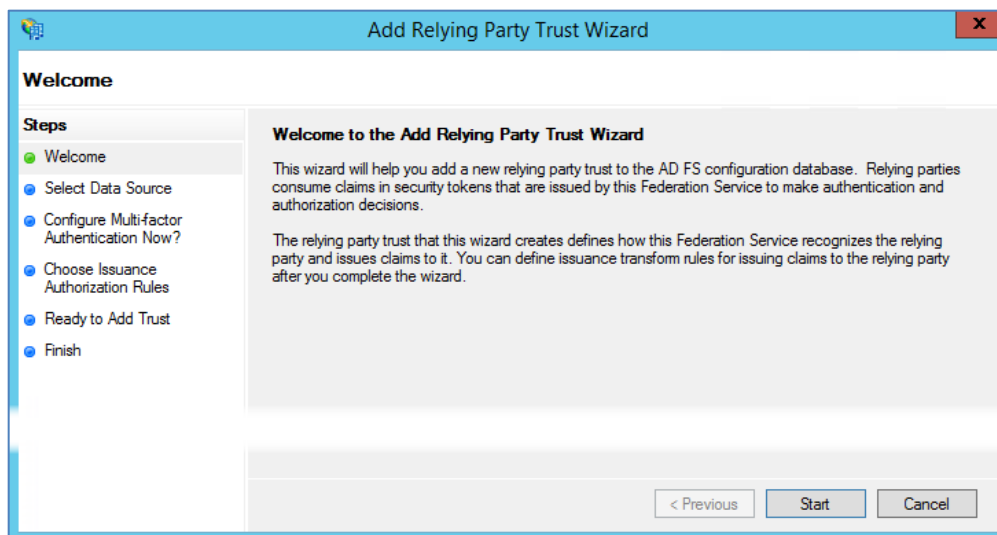 Add Relying Party Trust Wizard
X
Welcome
Steps
Welcome
Select Data Source
Configure Multi-factor
Authentication Now?
Choose Issuance
Authorization Rules
Ready to Add Trust
Finish
Welcome to the Add Relying Party Trust Wizard
This wizard will help you add a new relying party trust to the AD FS configuration database. Relying parties
consume claims in security tokens that are issued by this Federation Service to make authentication and
authorization decisions.
The relying party trust that this wizard creates defines how this Federation Service recognizes the relying
party and issues claims to it. You can define issuance transform rules for issuing claims to the relying party
after you complete the wizard.
< Previous
Start
Cancel